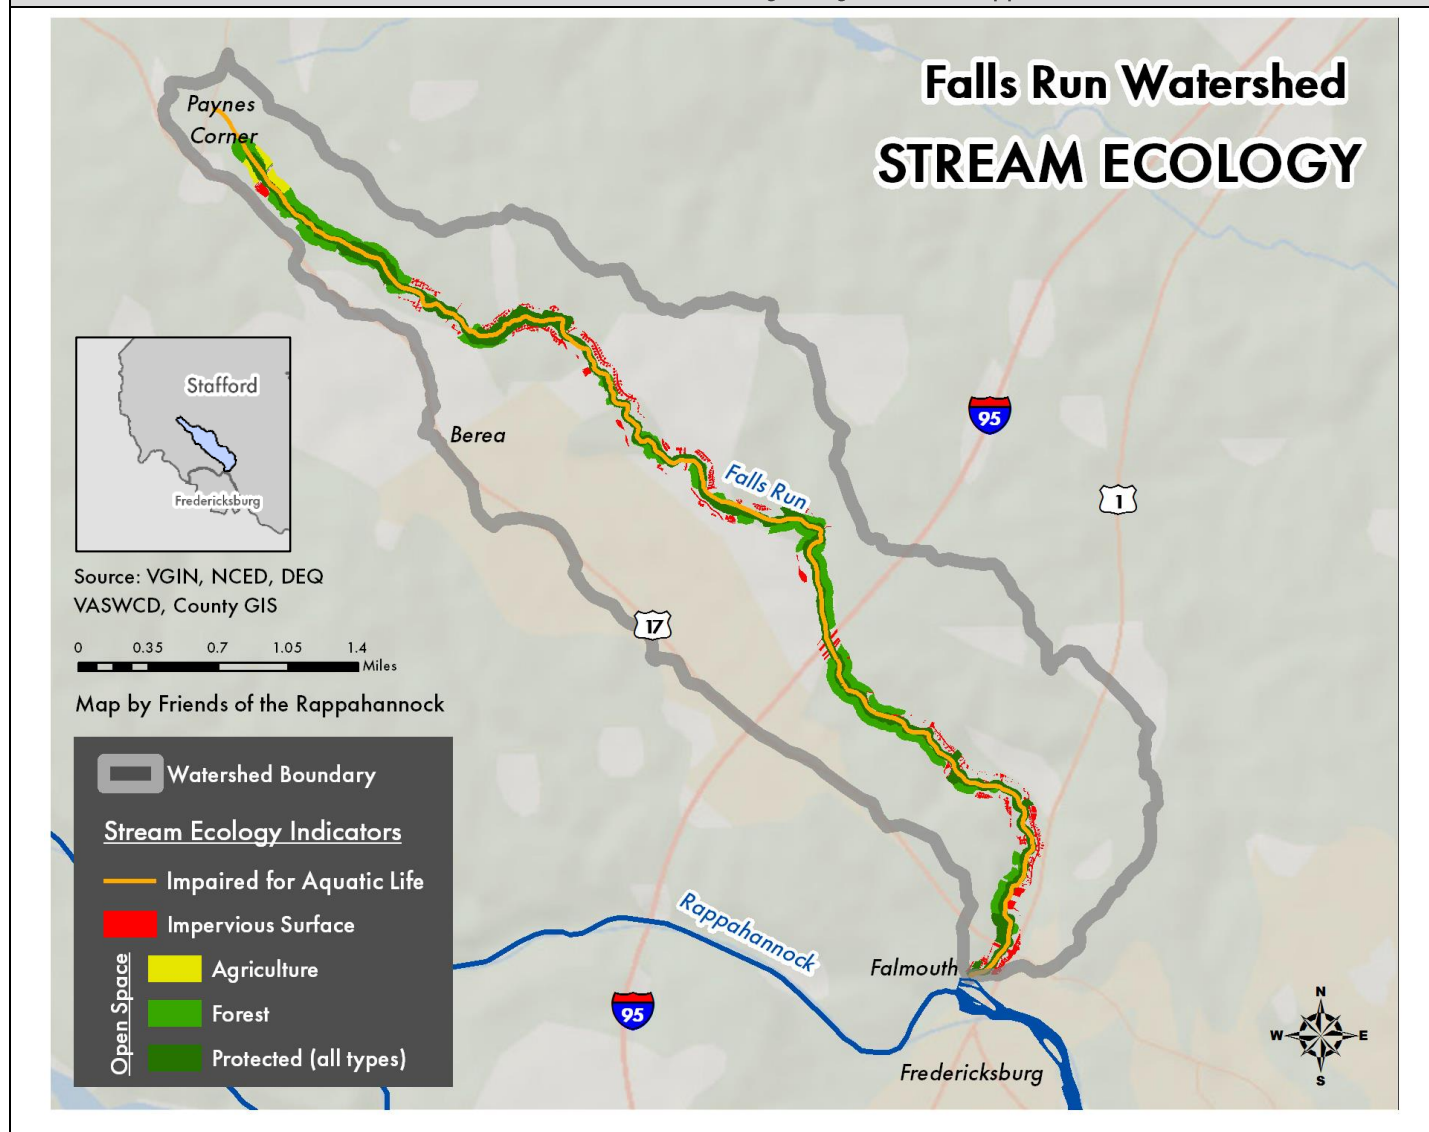 Falls Run Watershed
STREAM ECOLOGY
Paynes
Corner
Stafford
Fredericksburg
Berea
95
1
Falls Run
17
Source: VGIN, NCED, DEQ
VASWCD, County GIS
0 0.35 0.7 1.05 1.4
Miles
Map by Friends of the Rappahannock
Watershed Boundary
Stream Ecology Indicators
Impaired for Aquatic Life
Impervious Surface
Open Space
Agriculture
Forest
Protected (all types)
Rappahannock
Falmouth
95
Fredericksburg
N
W E
S